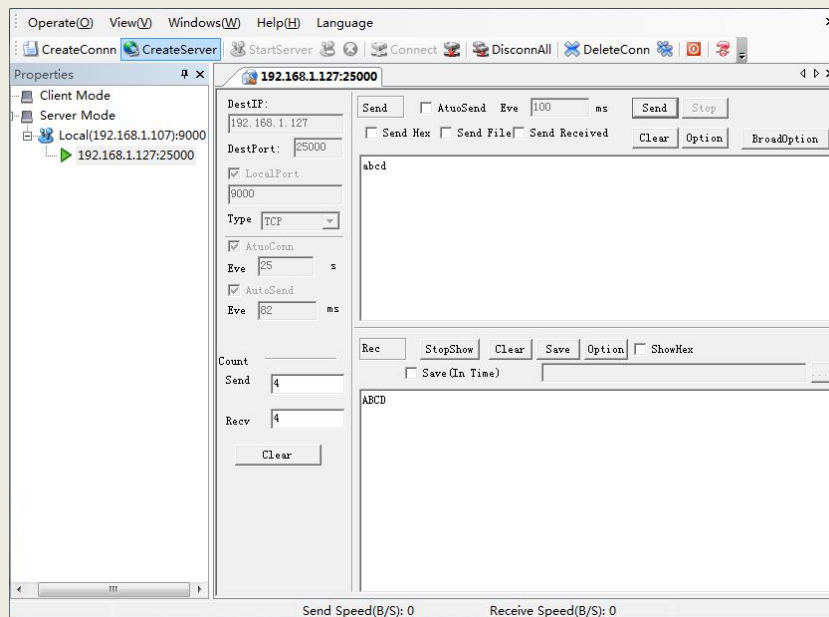 Operate(O) View(V) Windows(W) Help(H) Language
CreateConnn CreateServer StartServer Connect DisconnAll DeleteConn
Properties
Client Mode
Server Mode
Local(192.168.1.107):9000
192.168.1.127:25000
192.168.1.127:25000
DestIP:
192.168.1.127
DestPort: 25000
LocalPort
9000
Type TCP
AtuoConn
Eve 25 s
AutoSend
Eve 82 ms
Count
Send 4
Recv 4
Clear
Send AtuoSend Eve 100 ms Send Stop
Send Hex Send File Send Received Clear Option BroadOption
abcd
Rec StopShow Clear Save Option ShowHex
Save(In Time) ...
ABCD
Send Speed(B/S): 0 Receive Speed(B/S): 0